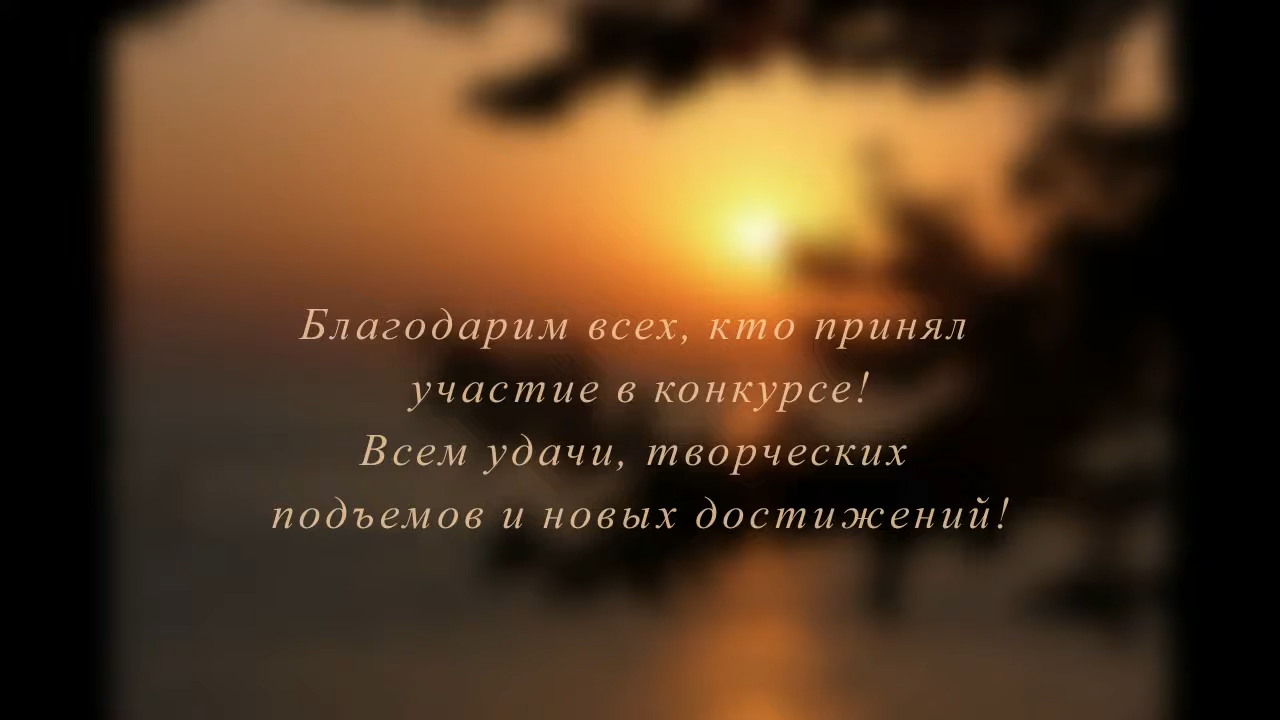 Благодарим всех, кто принял
участие в конкурсе!
Всем удачи, творческих
подъемов и новых достижений!